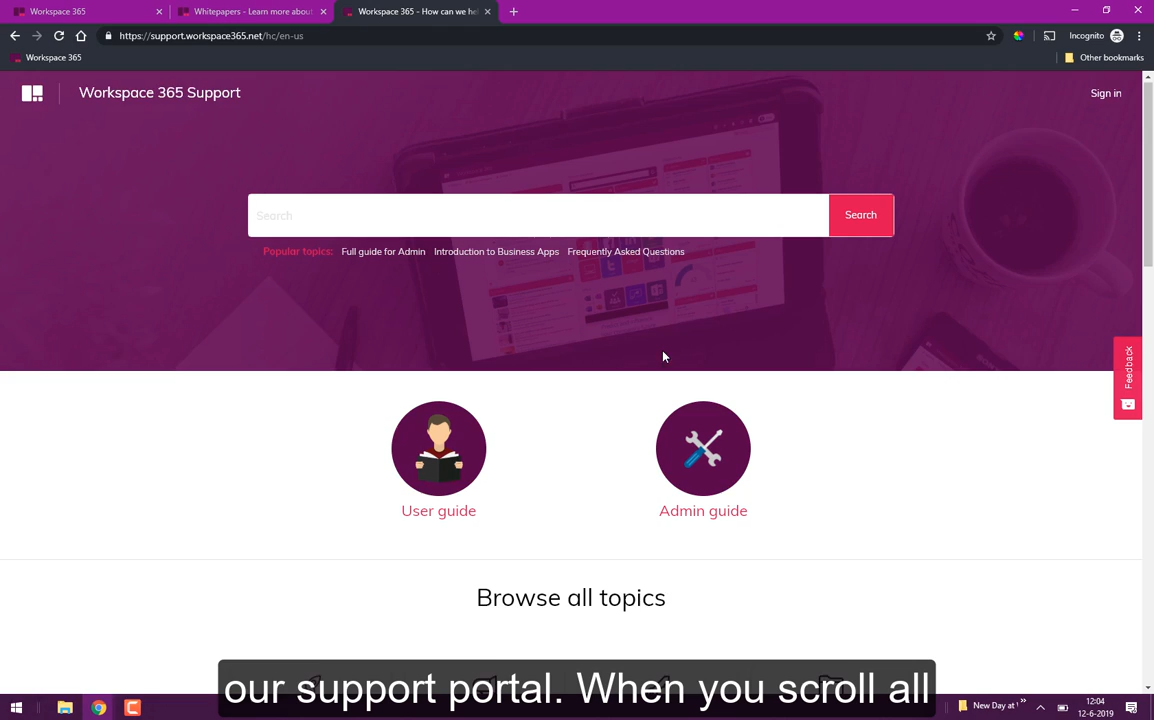 Workspace 365
Whitepapers - Learn more about
Workspace 365 - How can we he
https://support.workspace365.net/hc/en-us
Incognito
Workspace 365
Other bookmarks
Workspace 365 Support
Sign in
Search
Search
Popular topics: Full guide for Admin Introduction to Business Apps Frequently Asked Questions
Feedback
User guide
Admin guide
Browse all topics
our support portal. When you scroll all
New Day at
12:04
12-6-2019